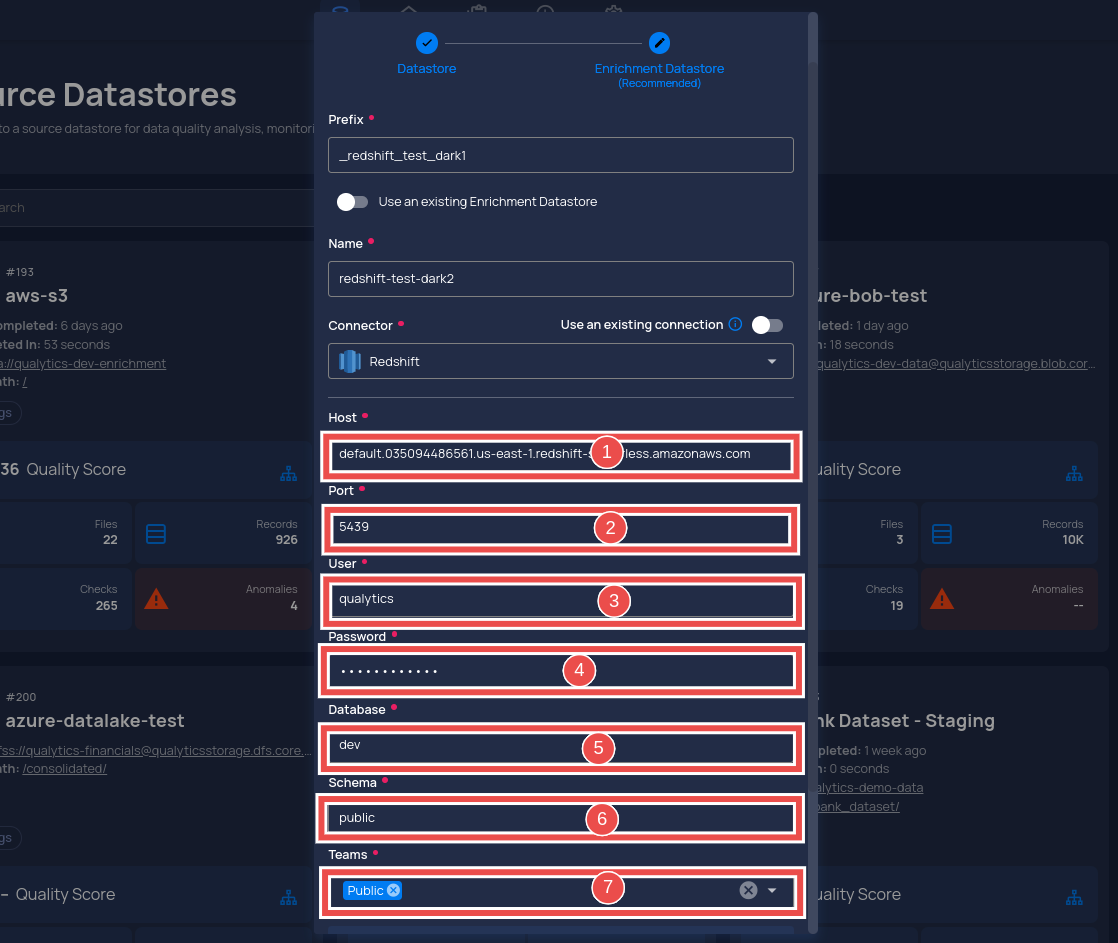 Datastore
Enrichment Datastore
(Recommended)
rce Datastores
to a source datastore for data quality analysis, monitori
Prefix
_redshift_test_dark1
Use an existing Enrichment Datastore
arch
Name
redshift-test-dark2
#193
aws-s3
ompleted: 6 days ago
eted In: 53 seconds
a://qualytics-dev-enrichment
ath: /
gs
36 Quality Score
Files
22
Records
926
Checks
265
Anomalies
4
Connector
Use an existing connection
Redshift
Host
default.035094486561.us-east-1.redshift-s less.amazonaws.com
1
Port
5439
2
User
qualytics
3
Password
••••••••••••
4
Database
dev
5
Schema
public
6
Teams
Public
7
ure-bob-test
leted: 1 day ago
n: 18 seconds
qualytics-dev-data@qualyticsstorage.blob.cor...
uality Score
Files
3
Records
10K
Checks
19
Anomalies
--
#200
azure-datalake-test
fss://qualytics-financials@qualyticsstorage.dfs.core....
ath: /consolidated/
gs
– Quality Score
nk Dataset - Staging
pleted: 1 week ago
n: 0 seconds
alytics-demo-data
bank_dataset/
uality Score